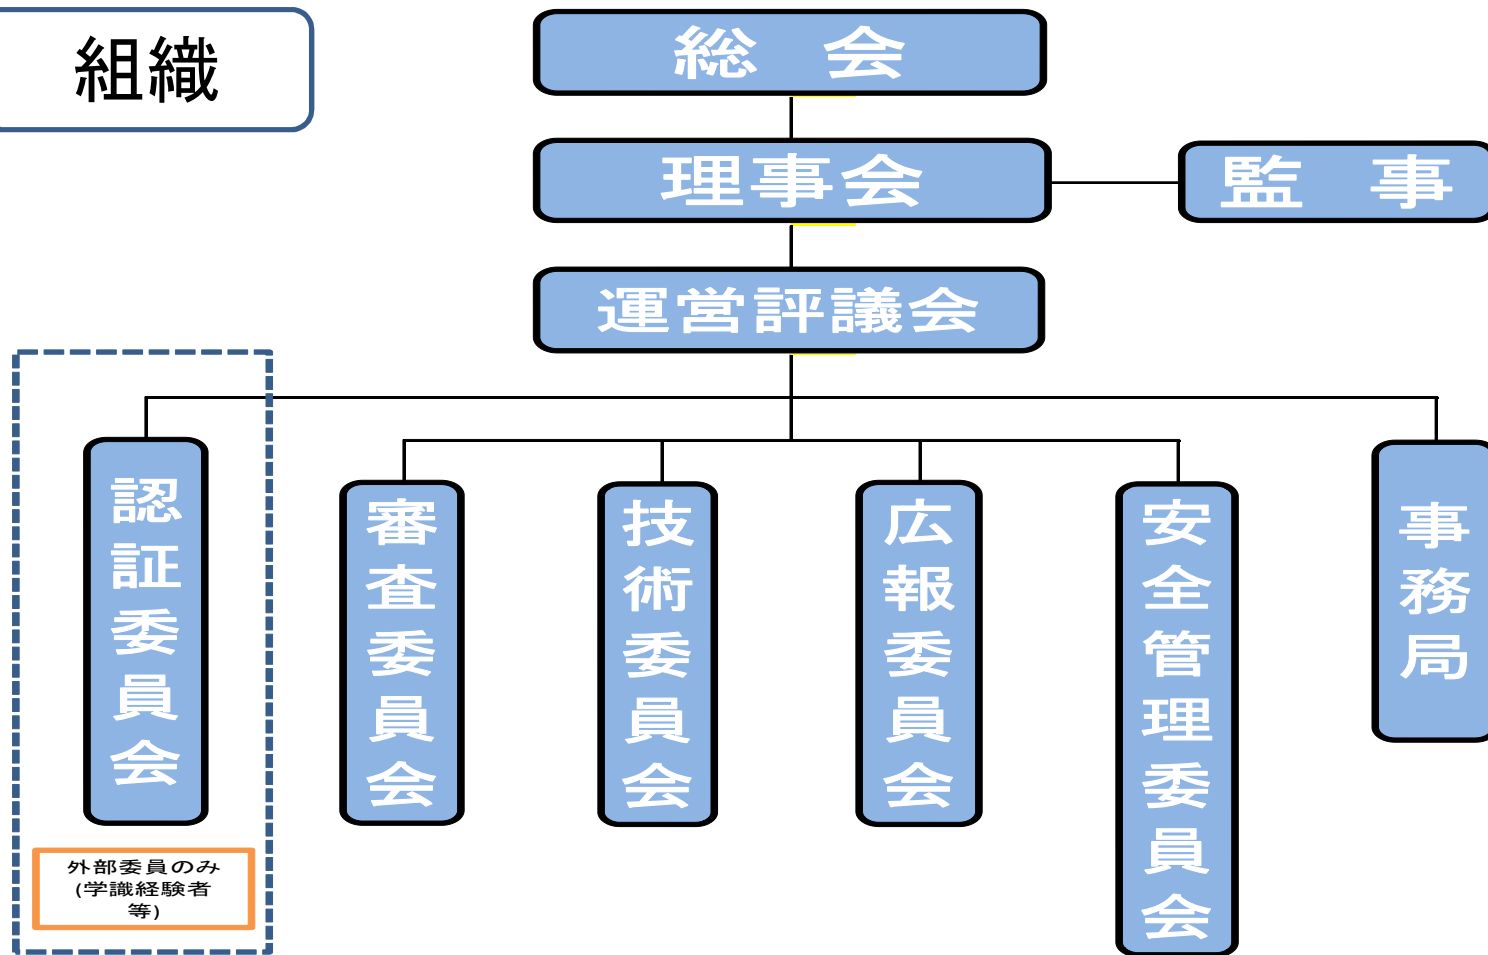 組織
総　会
理事会
監　事
運営評議会
認証委員会
審査委員会
技術委員会
広報委員会
安全管理委員会
事務局
外部委員のみ
(学識経験者
等)